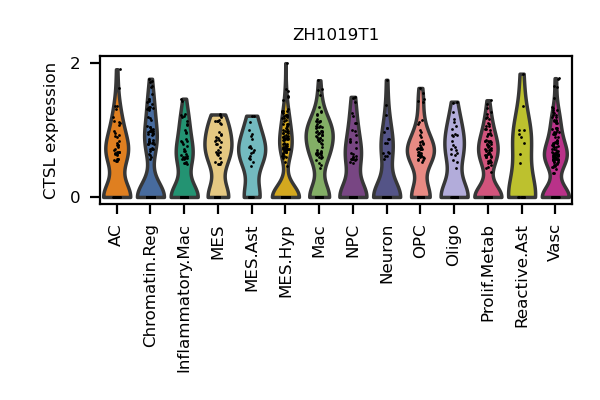 ZH1019T1
CTSL expression
2
0
AC
Chromatin.Reg
Inflammatory.Mac
MES
MES.Ast
MES.Hyp
Mac
NPC
Neuron
OPC
Oligo
Prolif.Metab
Reactive.Ast
Vasc